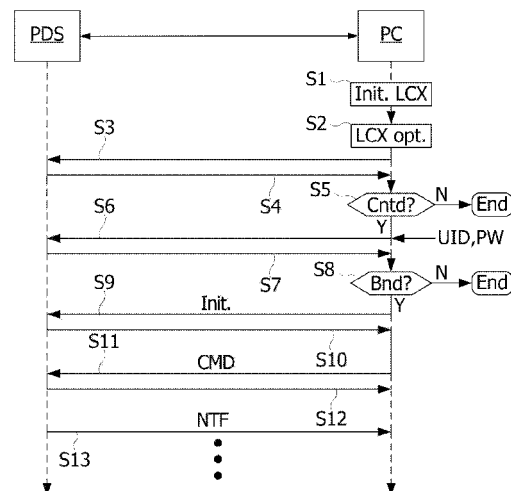 PDS
PC
S1
Init. LCX
S2
LCX opt.
S3
S4
S5
Cntd?
N
End
Y
S6
UID,PW
S7
S8
Bnd?
N
End
Y
S9
Init.
S10
S11
CMD
S12
NTF
S13